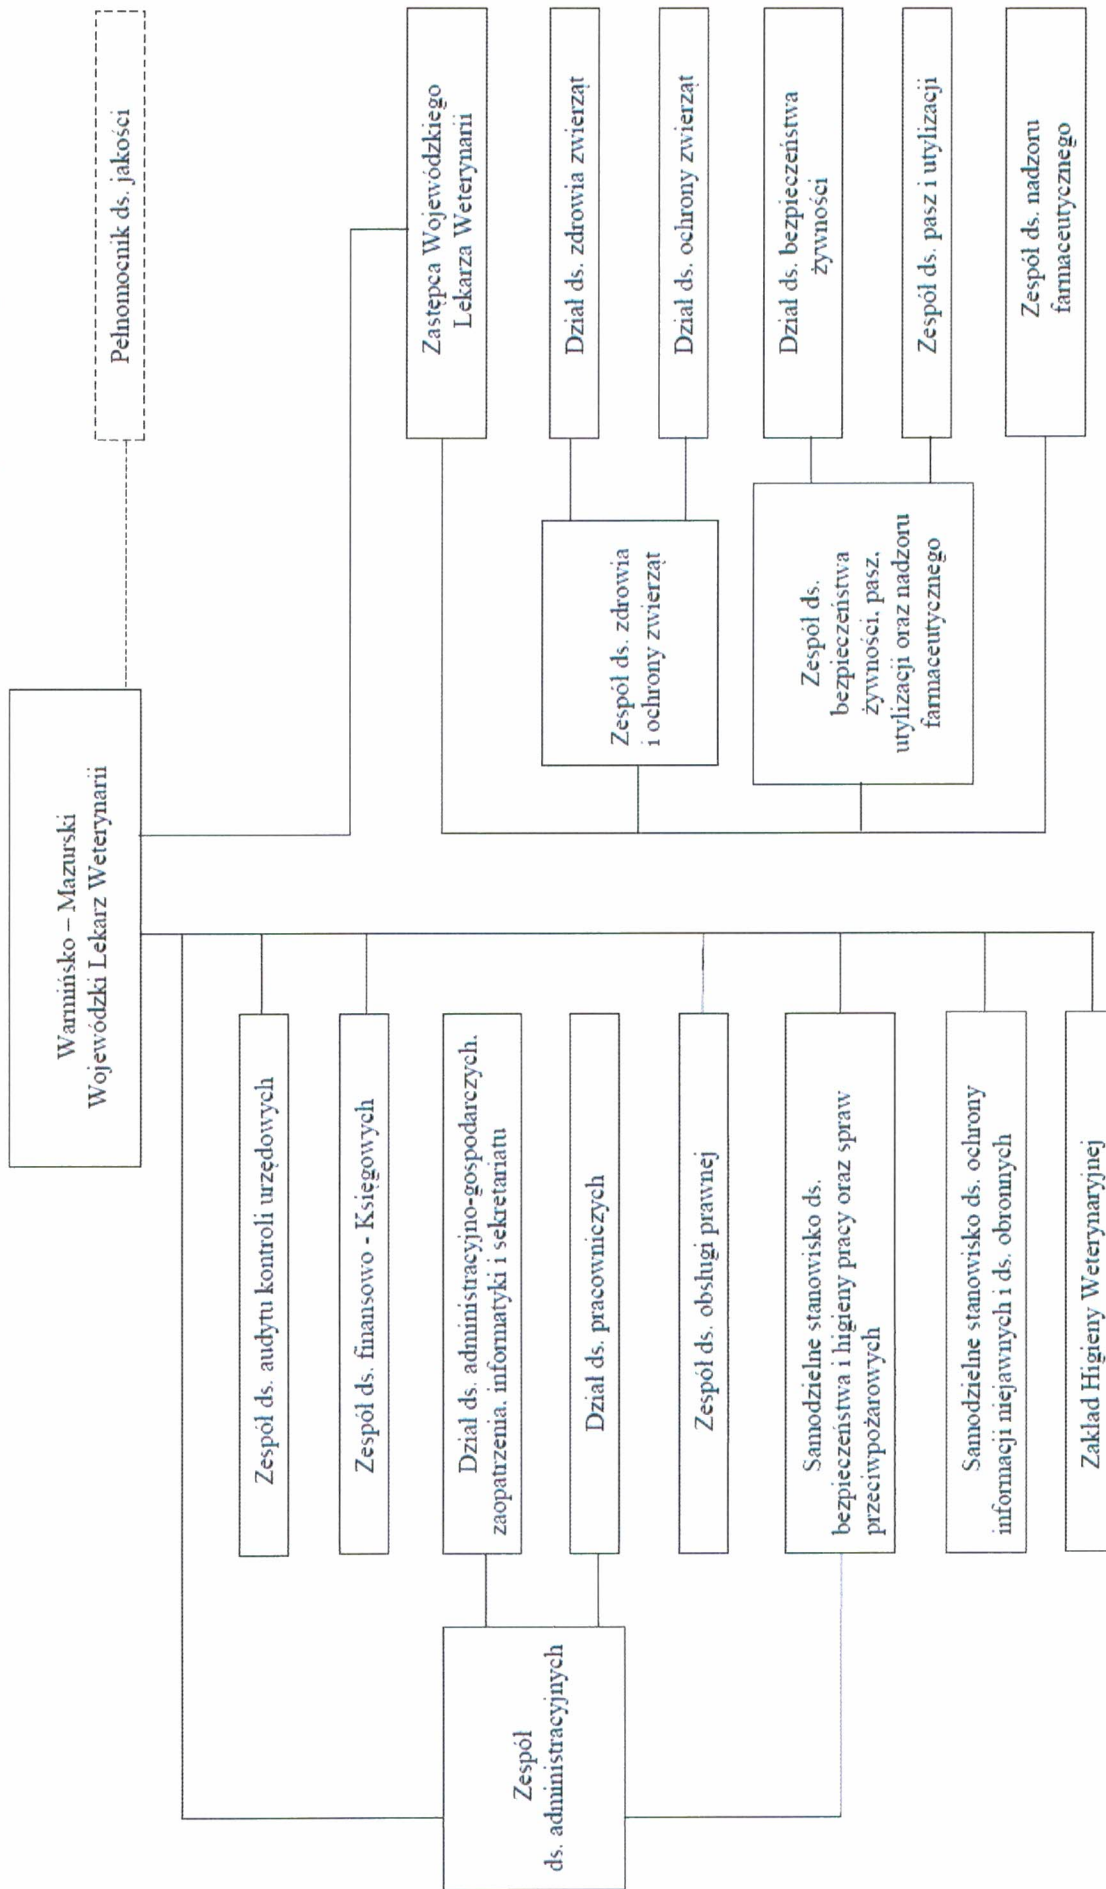 Warmińsko – Mazurski
Wojewódzki Lekarz Weterynarii
Pełnomocnik ds. jakości
Zespół ds. audytu kontroli urzędowych
Zespół ds. finansowo - Księgowych
Zespół
ds. administracyjnych
Dział ds. administracyjno-gospodarczych,
zaopatrzenia, informatyki i sekretariatu
Dział ds. pracowniczych
Zespół ds. obsługi prawnej
Samodzielne stanowisko ds.
bezpieczeństwa i higieny pracy oraz spraw
przeciwpożarowych
Samodzielne stanowisko ds. ochrony
informacji niejawnych i ds. obronnych
Zakład Higieny Weterynaryjnej
Zastępca Wojewódzkiego
Lekarza Weterynarii
Zespół ds. zdrowia
i ochrony zwierząt
Dział ds. zdrowia zwierząt
Dział ds. ochrony zwierząt
Zespół ds.
bezpieczeństwa
żywności, pasz,
utylizacji oraz nadzoru
farmaceutycznego
Dział ds. bezpieczeństwa
żywności
Zespół ds. pasz i utylizacji
Zespół ds. nadzoru
farmaceutycznego